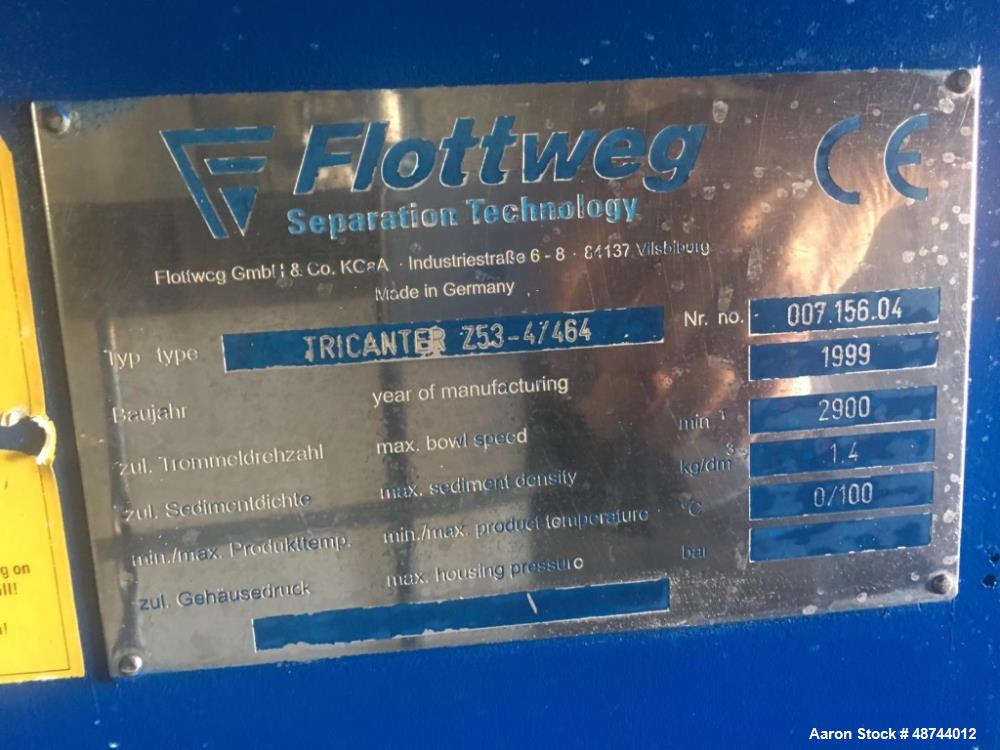 Flottweg
CE
Separation Technology
Flottweg GmbH & Co. KGaA · Industriestraße 6 - 8 · 84137 Vilsbiburg
Made in Germany
Typ type TRICANTER Z53-4/464 Nr. no. 007.156.04
Baujahr year of manufacturing 1999
zul. Trommeldrehzahl max. bowl speed min-1 2900
zul. Sedimentdichte max. sediment density kg/dm3 1.4
min./max. Produkttemp. min./max. product temperature °C 0/100
zul. Gehäusedruck max. housing pressure bar
g on
Aaron Stock # 48744012